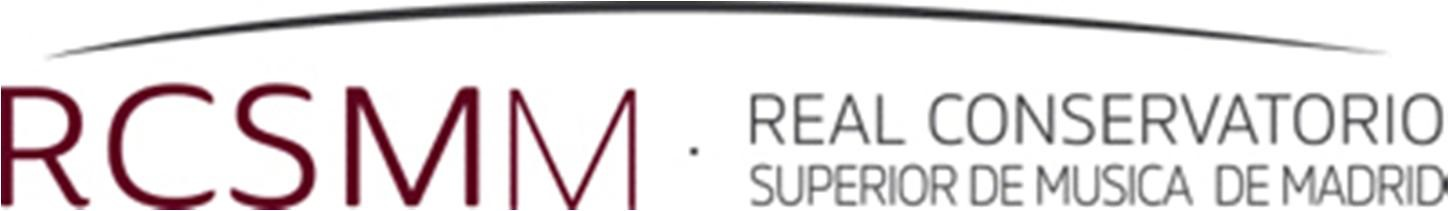 RCSMM · REAL CONSERVATORIO
SUPERIOR DE MUSICA DE MADRID